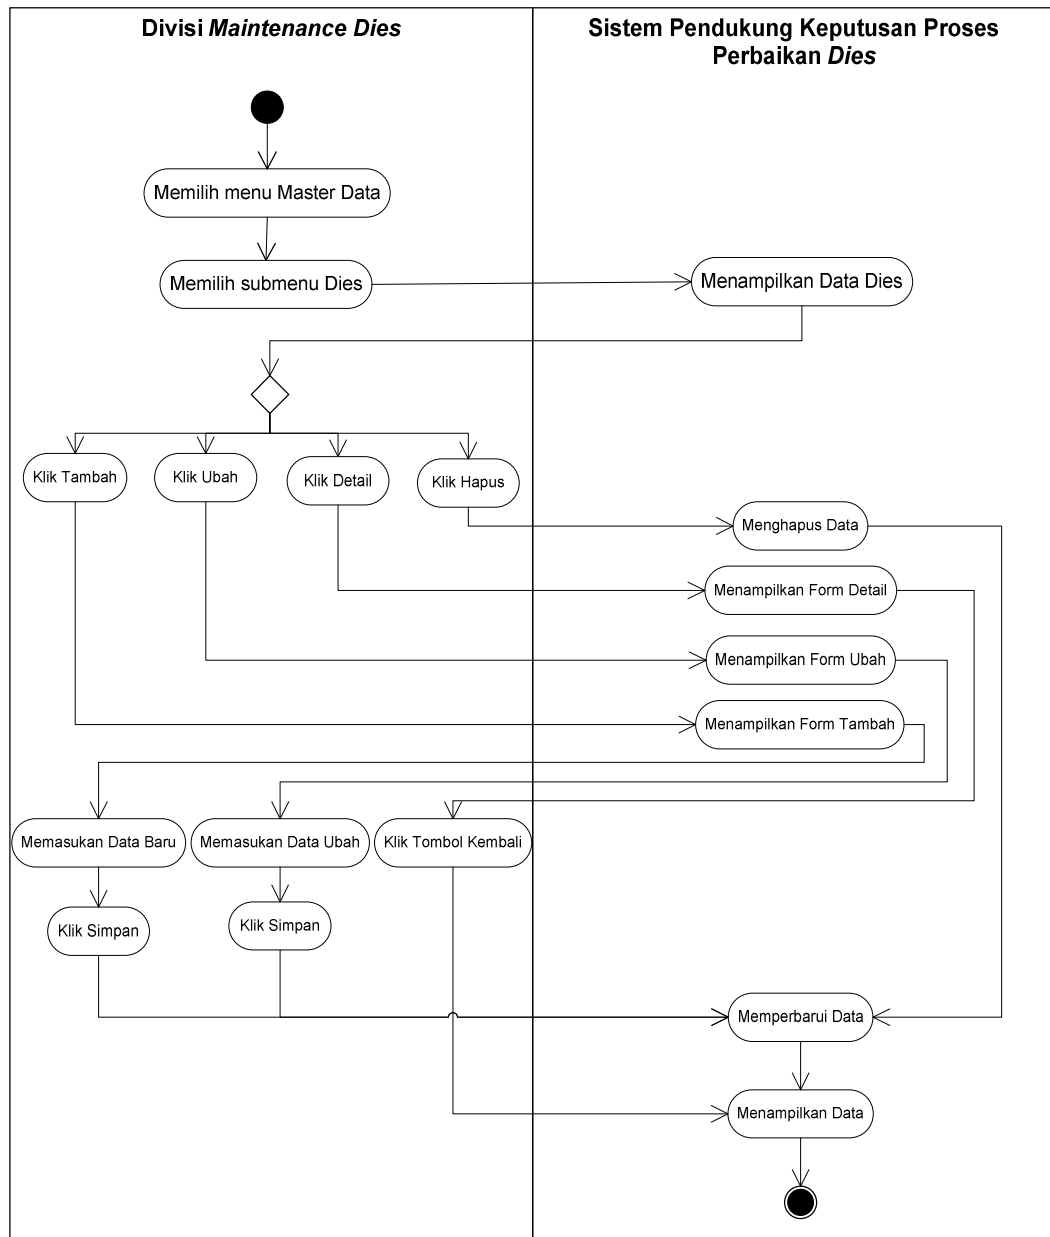 Divisi Maintenance Dies
Sistem Pendukung Keputusan Proses
Perbaikan Dies
Memilih menu Master Data
Memilih submenu Dies
Menampilkan Data Dies
Klik Tambah
Klik Ubah
Klik Detail
Klik Hapus
Menghapus Data
Menampilkan Form Detail
Menampilkan Form Ubah
Menampilkan Form Tambah
Memasukan Data Baru
Memasukan Data Ubah
Klik Tombol Kembali
Klik Simpan
Klik Simpan
Memperbarui Data
Menampilkan Data